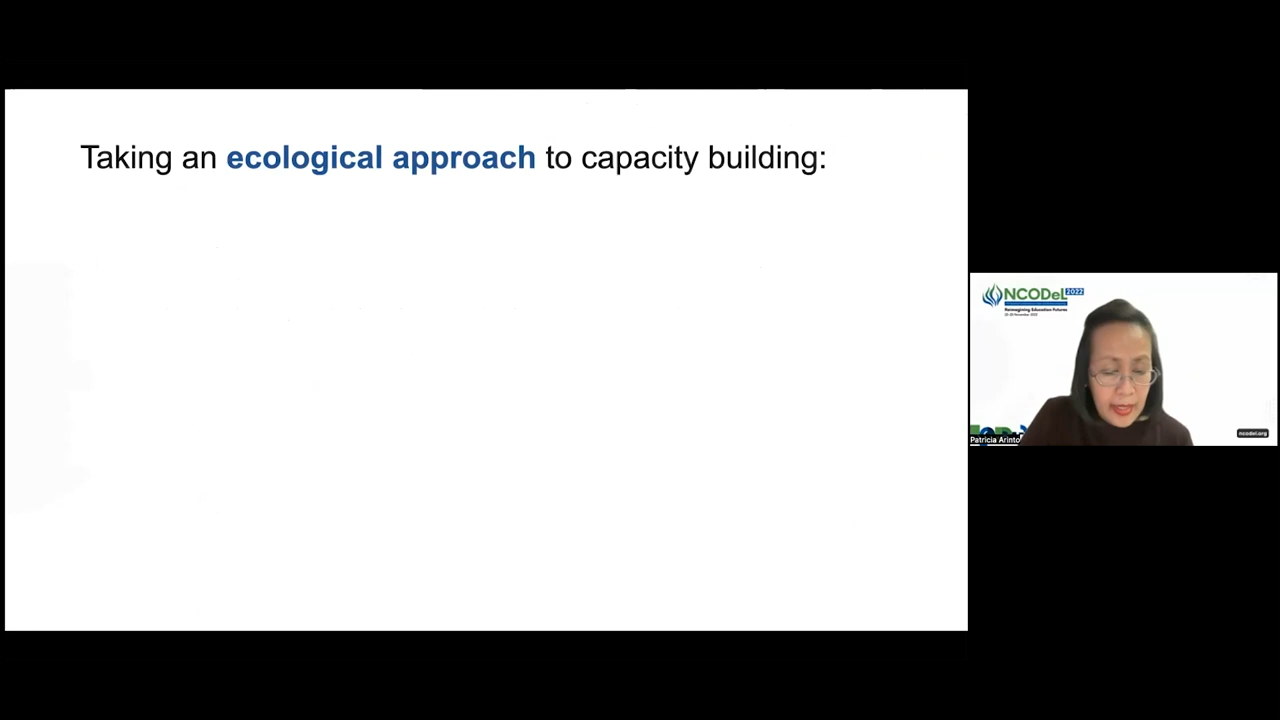 Taking an ecological approach to capacity building:
NCODeL 2022
Reimagining Education Futures
Patricia Arinto
ncodel.org